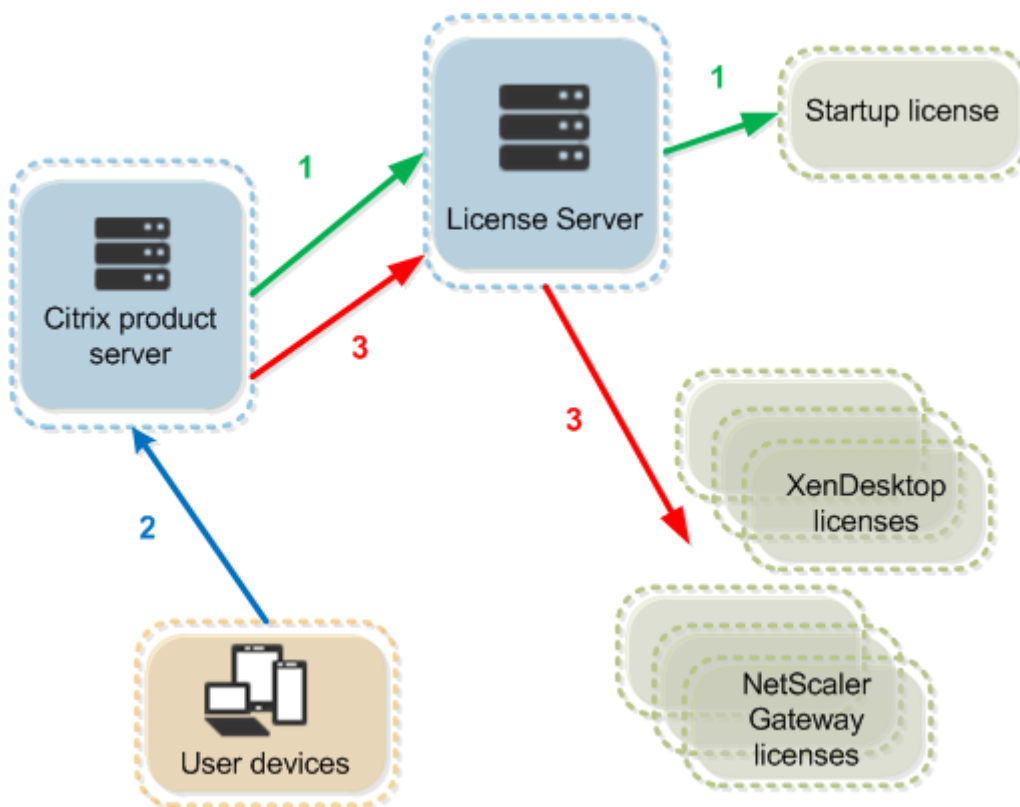 1
Startup license
1
License Server
Citrix product
server
3
3
XenDesktop
licenses
2
NetScaler
Gateway
licenses
User devices